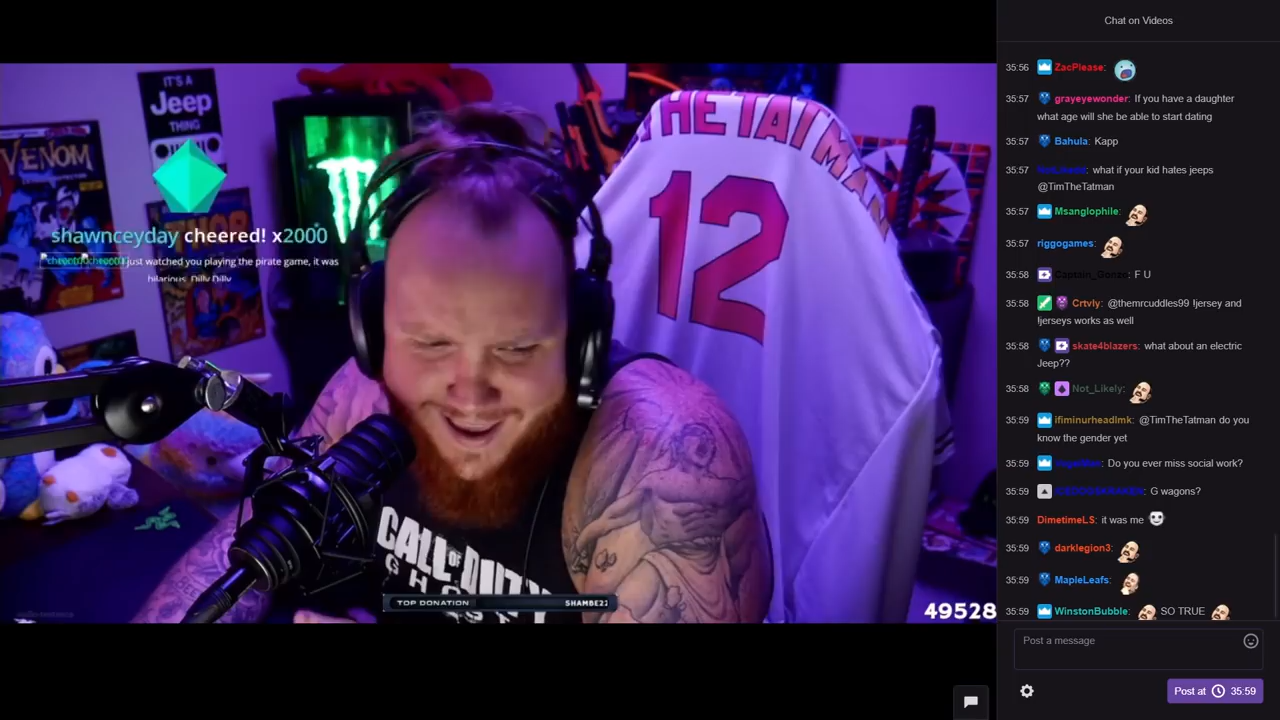 Chat on Videos
IT'S A
Jeep
THING
VENOM
THOR
THE TATMAN
12
shawnceyday cheered! x2000
just watched you playing the pirate game, it was
hilarious. Dilly Dilly
CALL OF DUTY
TOP DONATION
49528
35:56 ZacPlease:
35:57 grayeyewonder: If you have a daughter
what age will she be able to start dating
35:57 Bahula: Kapp
35:57 what if your kid hates jeeps
@TimTheTatman
35:57 Msanglophile:
35:57 riggogames:
35:58 Captain_Gonzo: F U
35:58 Crtvly: @themrcuddles99 !jersey and
!jerseys works as well
35:58 skate4blazers: what about an electric
Jeep??
35:58 Not_Likely:
35:59 ifiminurheadlmk: @TimTheTatman do you
know the gender yet
35:59 Do you ever miss social work?
35:59 G wagons?
35:59 DimetimeLS: it was me
35:59 darklegion3:
35:59 MapleLeafs:
35:59 WinstonBubble: SO TRUE
Post a message
Post at 35:59